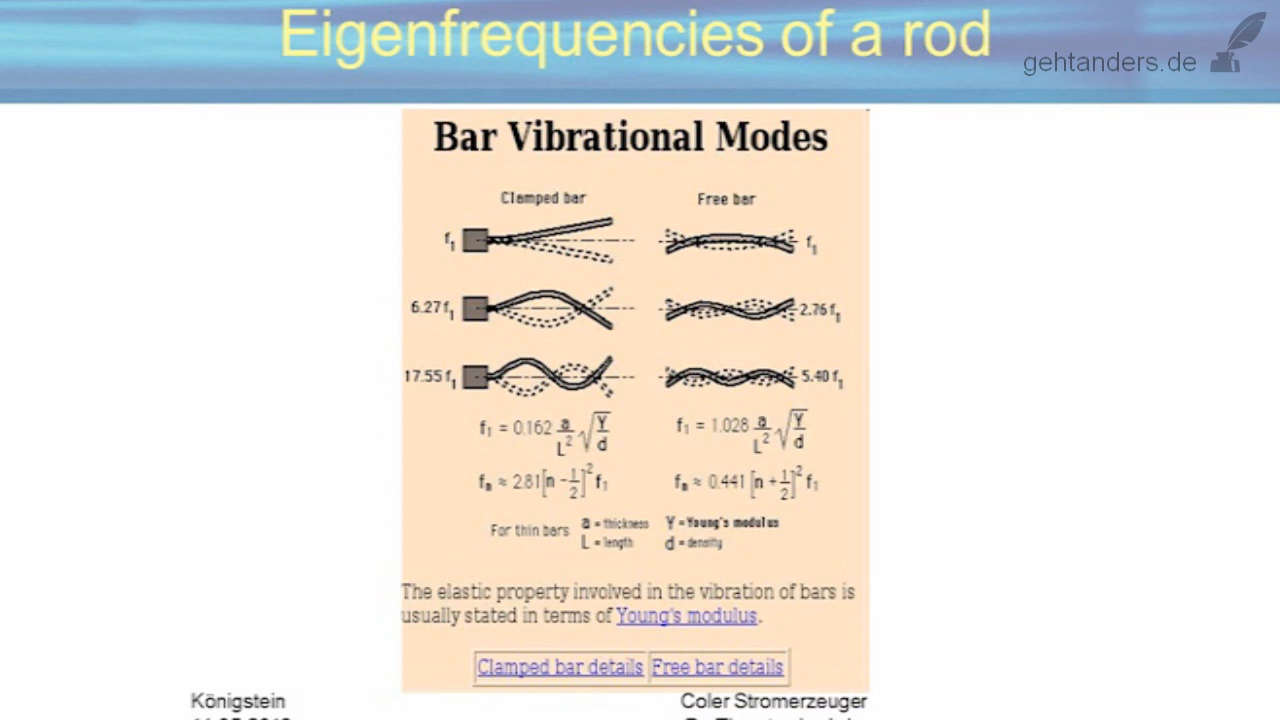 Eigenfrequencies of a rod
gehtanders.de
Bar Vibrational Modes
Clamped bar
Free bar
f₁
f₁
6.27 f₁
2.76 f₁
17.55 f₁
5.40 f₁
f₁ = 0.162 a/L² √(Y/d)
f₁ = 1.028 a/L² √(Y/d)
fₙ ≈ 2.81[n - 1/2]² f₁
fₙ ≈ 0.441 [n + 1/2]² f₁
For thin bars
a = thickness
Y = Young's modulus
L = length
d = density
The elastic property involved in the vibration of bars is
usually stated in terms of Young's modulus.
Clamped bar details
Free bar details
Königstein
Coler Stromerzeuger